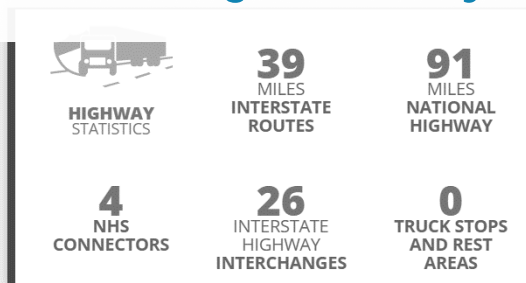 HIGHWAY
STATISTICS
39
MILES
INTERSTATE
ROUTES
91
MILES
NATIONAL
HIGHWAY
4
NHS
CONNECTORS
26
INTERSTATE
HIGHWAY
INTERCHANGES
0
TRUCK STOPS
AND REST
AREAS